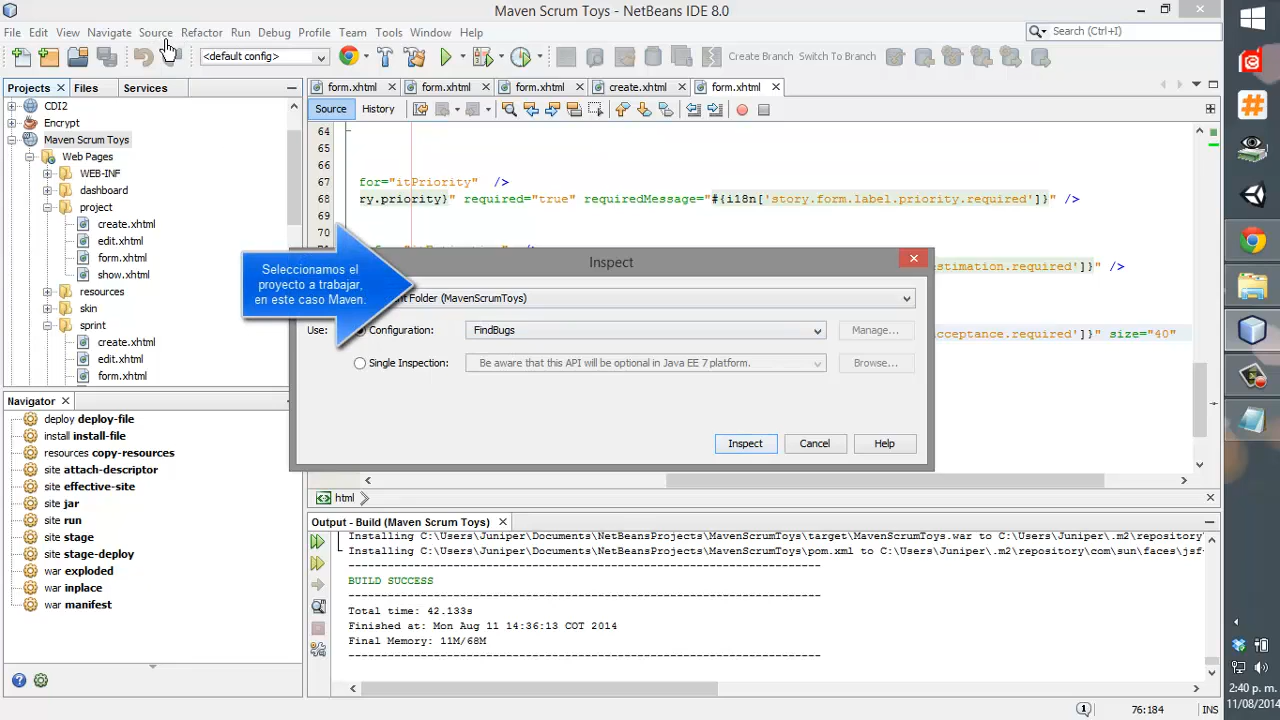 Maven Scrum Toys - NetBeans IDE 8.0
File Edit View Navigate Source Refactor Run Debug Profile Team Tools Window Help
Search (Ctrl+I)
<default config>
Create Branch Switch To Branch
Projects Files Services
form.xhtml form.xhtml form.xhtml create.xhtml form.xhtml
Source History
CDI2
Encrypt
Maven Scrum Toys
Web Pages
WEB-INF
dashboard
project
create.xhtml
edit.xhtml
form.xhtml
show.xhtml
resources
skin
sprint
create.xhtml
edit.xhtml
form.xhtml
64
65
66
67 for="itPriority" />
68 ry.priority}" required="true" requiredMessage="#{i18n['story.form.label.priority.required']}" />
69
70
stimation.required']}" />
cceptance.required']}" size="40"
Seleccionamos el
proyecto a trabajar,
en este caso Maven.
Inspect
Folder (MavenScrumToys)
Use: Configuration: FindBugs Manage...
Single Inspection: Be aware that this API will be optional in Java EE 7 platform. Browse...
Inspect Cancel Help
html
Navigator
deploy deploy-file
install install-file
resources copy-resources
site attach-descriptor
site effective-site
site jar
site run
site stage
site stage-deploy
war exploded
war inplace
war manifest
Output - Build (Maven Scrum Toys)
Installing C:\Users\Juniper\Documents\NetBeansProjects\MavenScrumToys\target\MavenScrumToys.war to C:\Users\Juniper\.m2\repository\
Installing C:\Users\Juniper\Documents\NetBeansProjects\MavenScrumToys\pom.xml to C:\Users\Juniper\.m2\repository\com\sun\faces\jsf
------------------------------------------------------------------------
BUILD SUCCESS
------------------------------------------------------------------------
Total time: 42.133s
Finished at: Mon Aug 11 14:36:13 COT 2014
Final Memory: 11M/68M
------------------------------------------------------------------------
76:184 INS
2:40 p. m.
11/08/2014